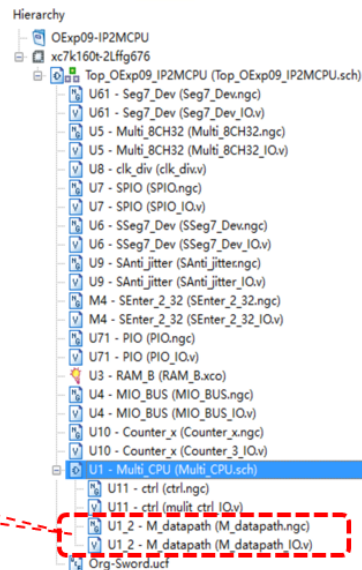 Hierarchy
OExp09-IP2MCPU
xc7k160t-2Lffg676
Top_OExp09_IP2MCPU (Top_OExp09_IP2MCPU.sch)
U61 - Seg7_Dev (Seg7_Dev.ngc)
U61 - Seg7_Dev (Seg7_Dev_IO.v)
U5 - Multi_8CH32 (Multi_8CH32.ngc)
U5 - Multi_8CH32 (Multi_8CH32_IO.v)
U8 - clk_div (clk_div.v)
U7 - SPIO (SPIO.ngc)
U7 - SPIO (SPIO_IO.v)
U6 - SSeg7_Dev (SSeg7_Dev.ngc)
U6 - SSeg7_Dev (SSeg7_Dev_IO.v)
U9 - SAnti_jitter (SAnti_jitter.ngc)
U9 - SAnti_jitter (SAnti_jitter_IO.v)
M4 - SEnter_2_32 (SEnter_2_32.ngc)
M4 - SEnter_2_32 (SEnter_2_32_IO.v)
U71 - PIO (PIO.ngc)
U71 - PIO (PIO_IO.v)
U3 - RAM_B (RAM_B.xco)
U4 - MIO_BUS (MIO_BUS.ngc)
U4 - MIO_BUS (MIO_BUS_IO.v)
U10 - Counter_x (Counter_x.ngc)
U10 - Counter_x (Counter_3_IO.v)
U1 - Multi_CPU (Multi_CPU.sch)
U11 - ctrl (ctrl.ngc)
U11 - ctrl (mulit_ctrl_IO.v)
U1_2 - M_datapath (M_datapath.ngc)
U1_2 - M_datapath (M_datapath_IO.v)
Org-Sword.ucf